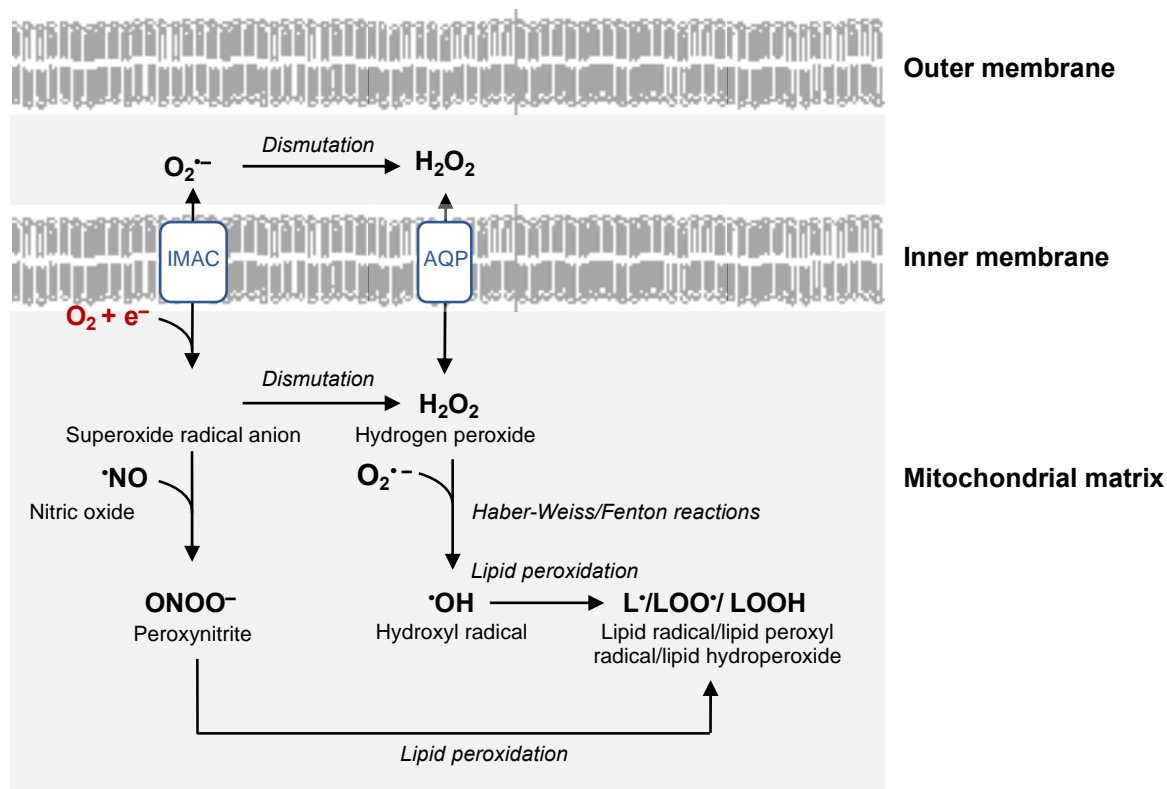 Outer membrane
Dismutation
O₂•– H₂O₂
IMAC AQP
Inner membrane
O₂ + e–
Dismutation
H₂O₂
Superoxide radical anion Hydrogen peroxide
•NO O₂•–
Mitochondrial matrix
Nitric oxide Haber-Weiss/Fenton reactions
Lipid peroxidation
ONOO– •OH L•/LOO•/ LOOH
Peroxynitrite Hydroxyl radical Lipid radical/lipid peroxyl
radical/lipid hydroperoxide
Lipid peroxidation